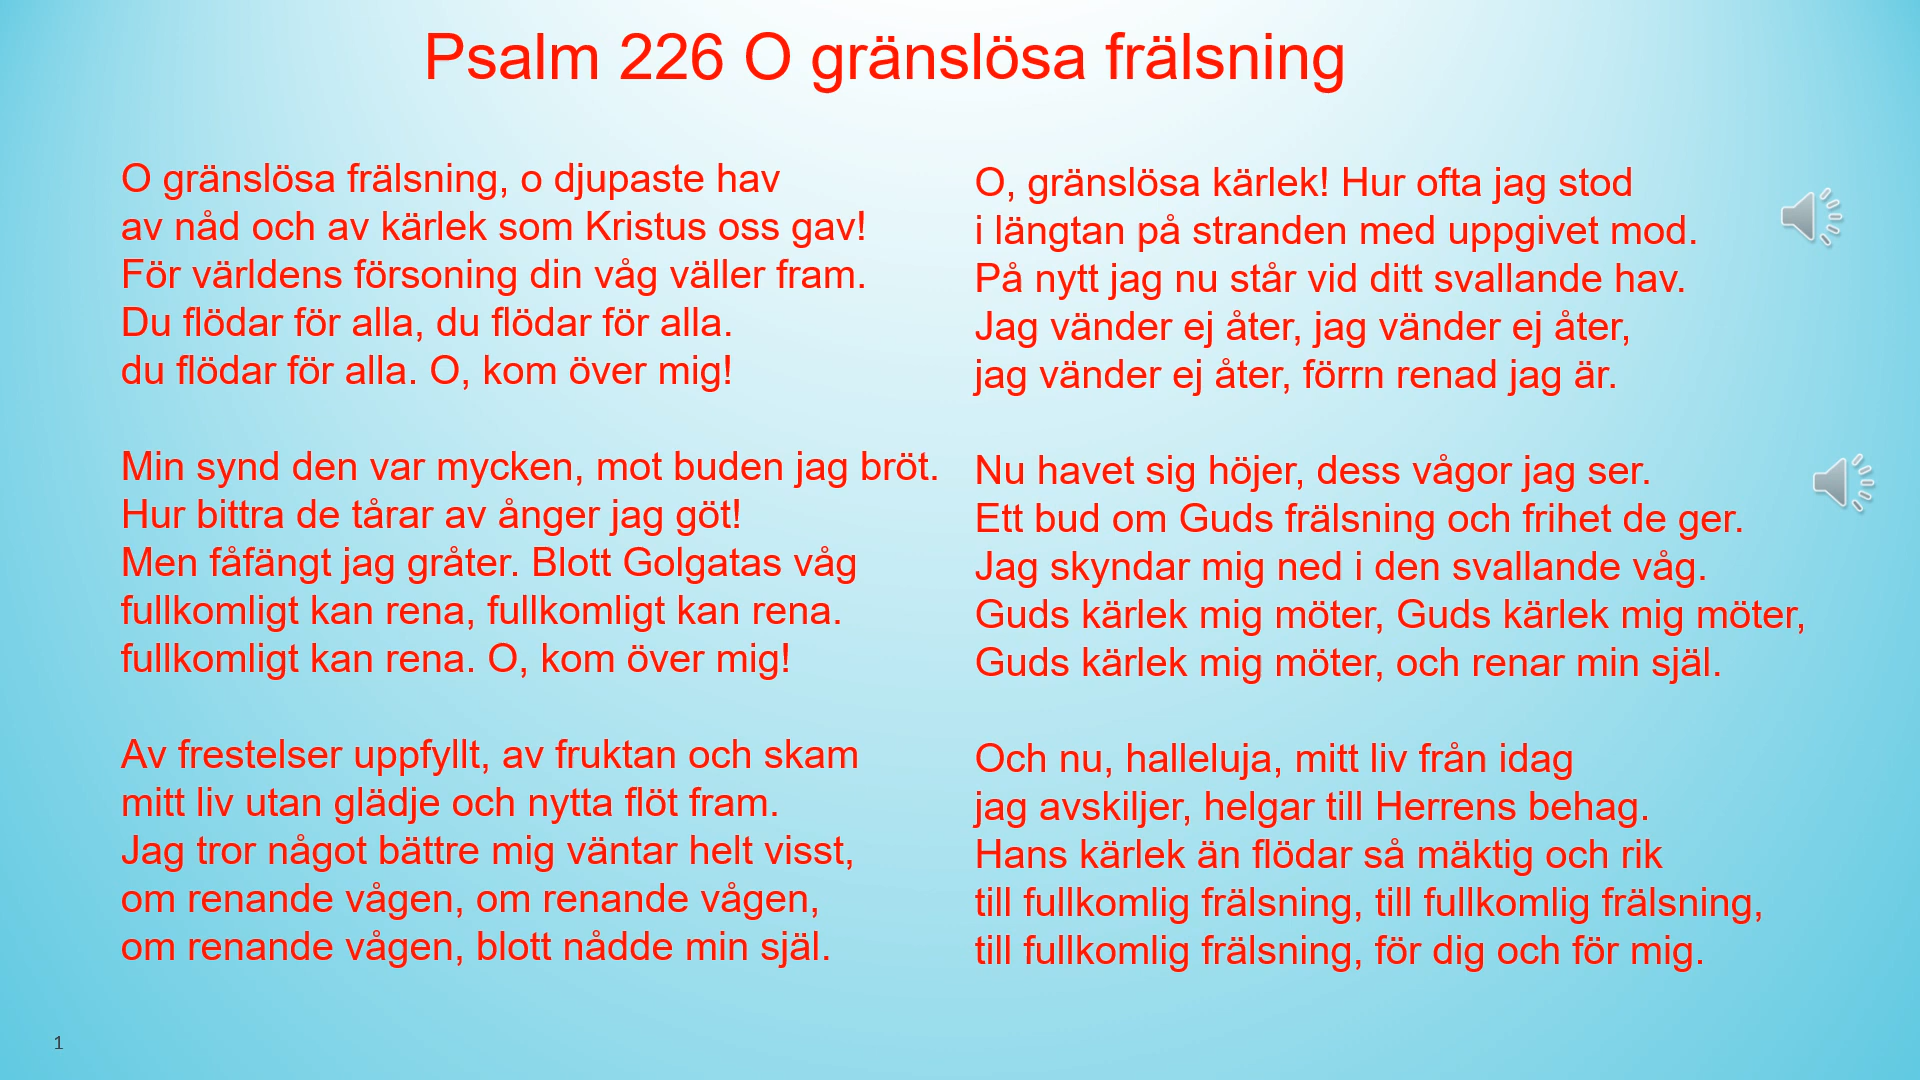 Psalm 226 O gränslösa frälsning
O gränslösa frälsning, o djupaste hav
av nåd och av kärlek som Kristus oss gav!
För världens försoning din våg väller fram.
Du flödar för alla, du flödar för alla.
du flödar för alla. O, kom över mig!
Min synd den var mycken, mot buden jag bröt.
Hur bittra de tårar av ånger jag göt!
Men fåfängt jag gråter. Blott Golgatas våg
fullkomligt kan rena, fullkomligt kan rena.
fullkomligt kan rena. O, kom över mig!
Av frestelser uppfyllt, av fruktan och skam
mitt liv utan glädje och nytta flöt fram.
Jag tror något bättre mig väntar helt visst,
om renande vågen, om renande vågen,
om renande vågen, blott nådde min själ.
O, gränslösa kärlek! Hur ofta jag stod
i längtan på stranden med uppgivet mod.
På nytt jag nu står vid ditt svallande hav.
Jag vänder ej åter, jag vänder ej åter,
jag vänder ej åter, förrn renad jag är.
Nu havet sig höjer, dess vågor jag ser.
Ett bud om Guds frälsning och frihet de ger.
Jag skyndar mig ned i den svallande våg.
Guds kärlek mig möter, Guds kärlek mig möter,
Guds kärlek mig möter, och renar min själ.
Och nu, halleluja, mitt liv från idag
jag avskiljer, helgar till Herrens behag.
Hans kärlek än flödar så mäktig och rik
till fullkomlig frälsning, till fullkomlig frälsning,
till fullkomlig frälsning, för dig och för mig.
1